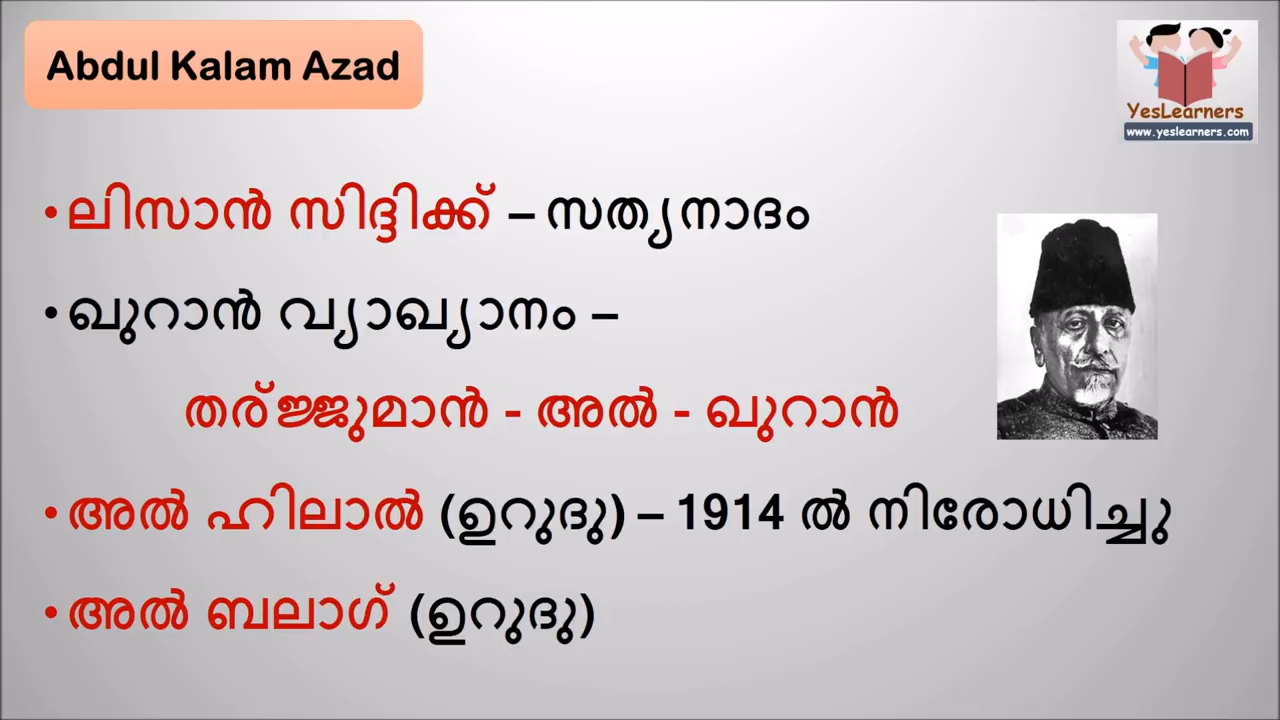 Abdul Kalam Azad
YesLearners
www.yeslearners.com
•ലിസാൻ സിദ്ദിക്ക് – സത്യനാദം
•ഖുറാൻ വ്യാഖ്യാനം –
തര്ജ്ജുമാൻ - അൽ - ഖുറാൻ
•അൽ ഹിലാൽ (ഉറുദു) – 1914 ൽ നിരോധിച്ചു
•അൽ ബലാഗ് (ഉറുദു)